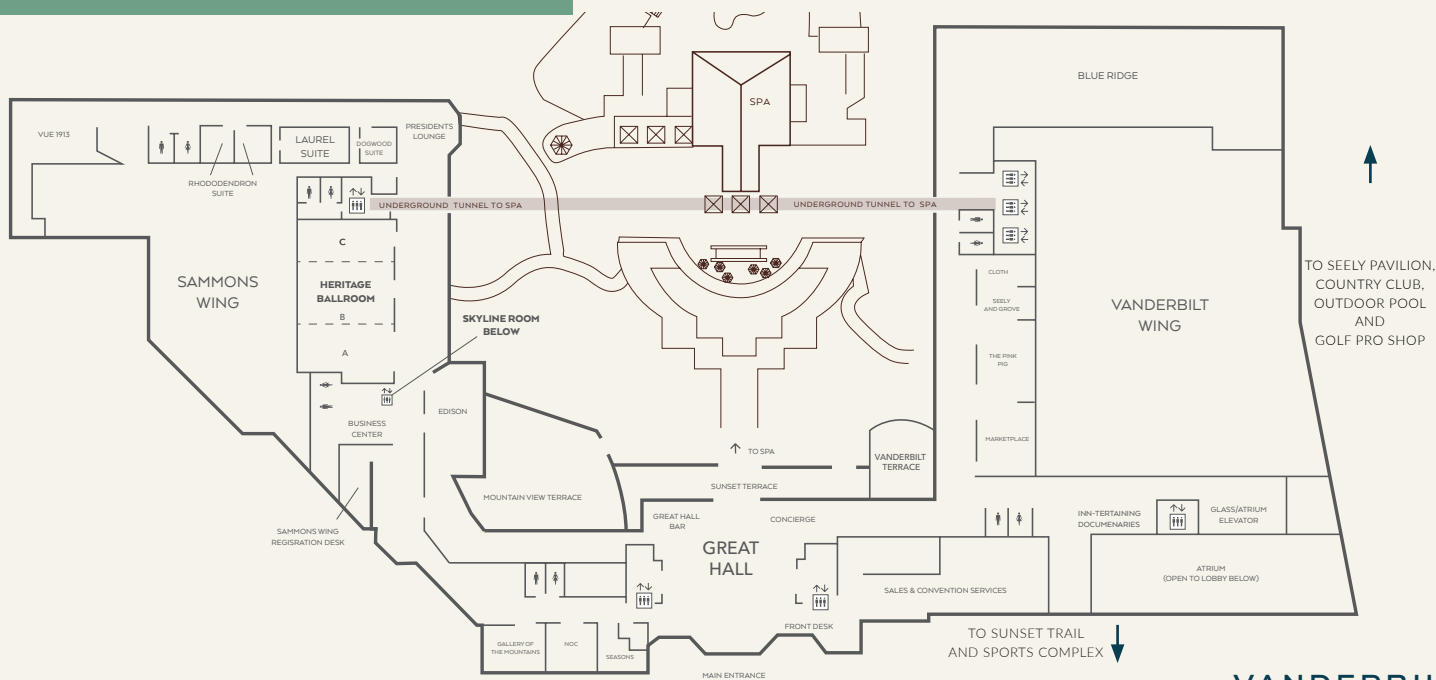 BLUE RIDGE
SPA
VUE 1913
PRESIDENTS
LOUNGE
LAUREL
SUITE
DOGWOOD
SUITE
RHODODENDRON
SUITE
UNDERGROUND TUNNEL TO SPA
UNDERGROUND TUNNEL TO SPA
C
SAMMONS
WING
HERITAGE
BALLROOM
B
A
SKYLINE ROOM
BELOW
CLOTH
SEELY
AND GROVE
VANDERBILT
WING
TO SEELY PAVILION,
COUNTRY CLUB,
OUTDOOR POOL
AND
GOLF PRO SHOP
THE PINK
PIG
EDISON
BUSINESS
CENTER
MARKETPLACE
TO SPA
VANDERBILT
TERRACE
SUNSET TERRACE
MOUNTAIN VIEW TERRACE
SAMMONS WING
REGISRATION DESK
GREAT HALL
BAR
CONCIERGE
INN-TERTAINING
DOCUMENARIES
GLASS/ATRIUM
ELEVATOR
GREAT
HALL
ATRIUM
(OPEN TO LOBBY BELOW)
SALES & CONVENTION SERVICES
FRONT DESK
GALLERY OF
THE MOUNTAINS
NOC
SEASONS
TO SUNSET TRAIL
AND SPORTS COMPLEX
MAIN ENTRANCE